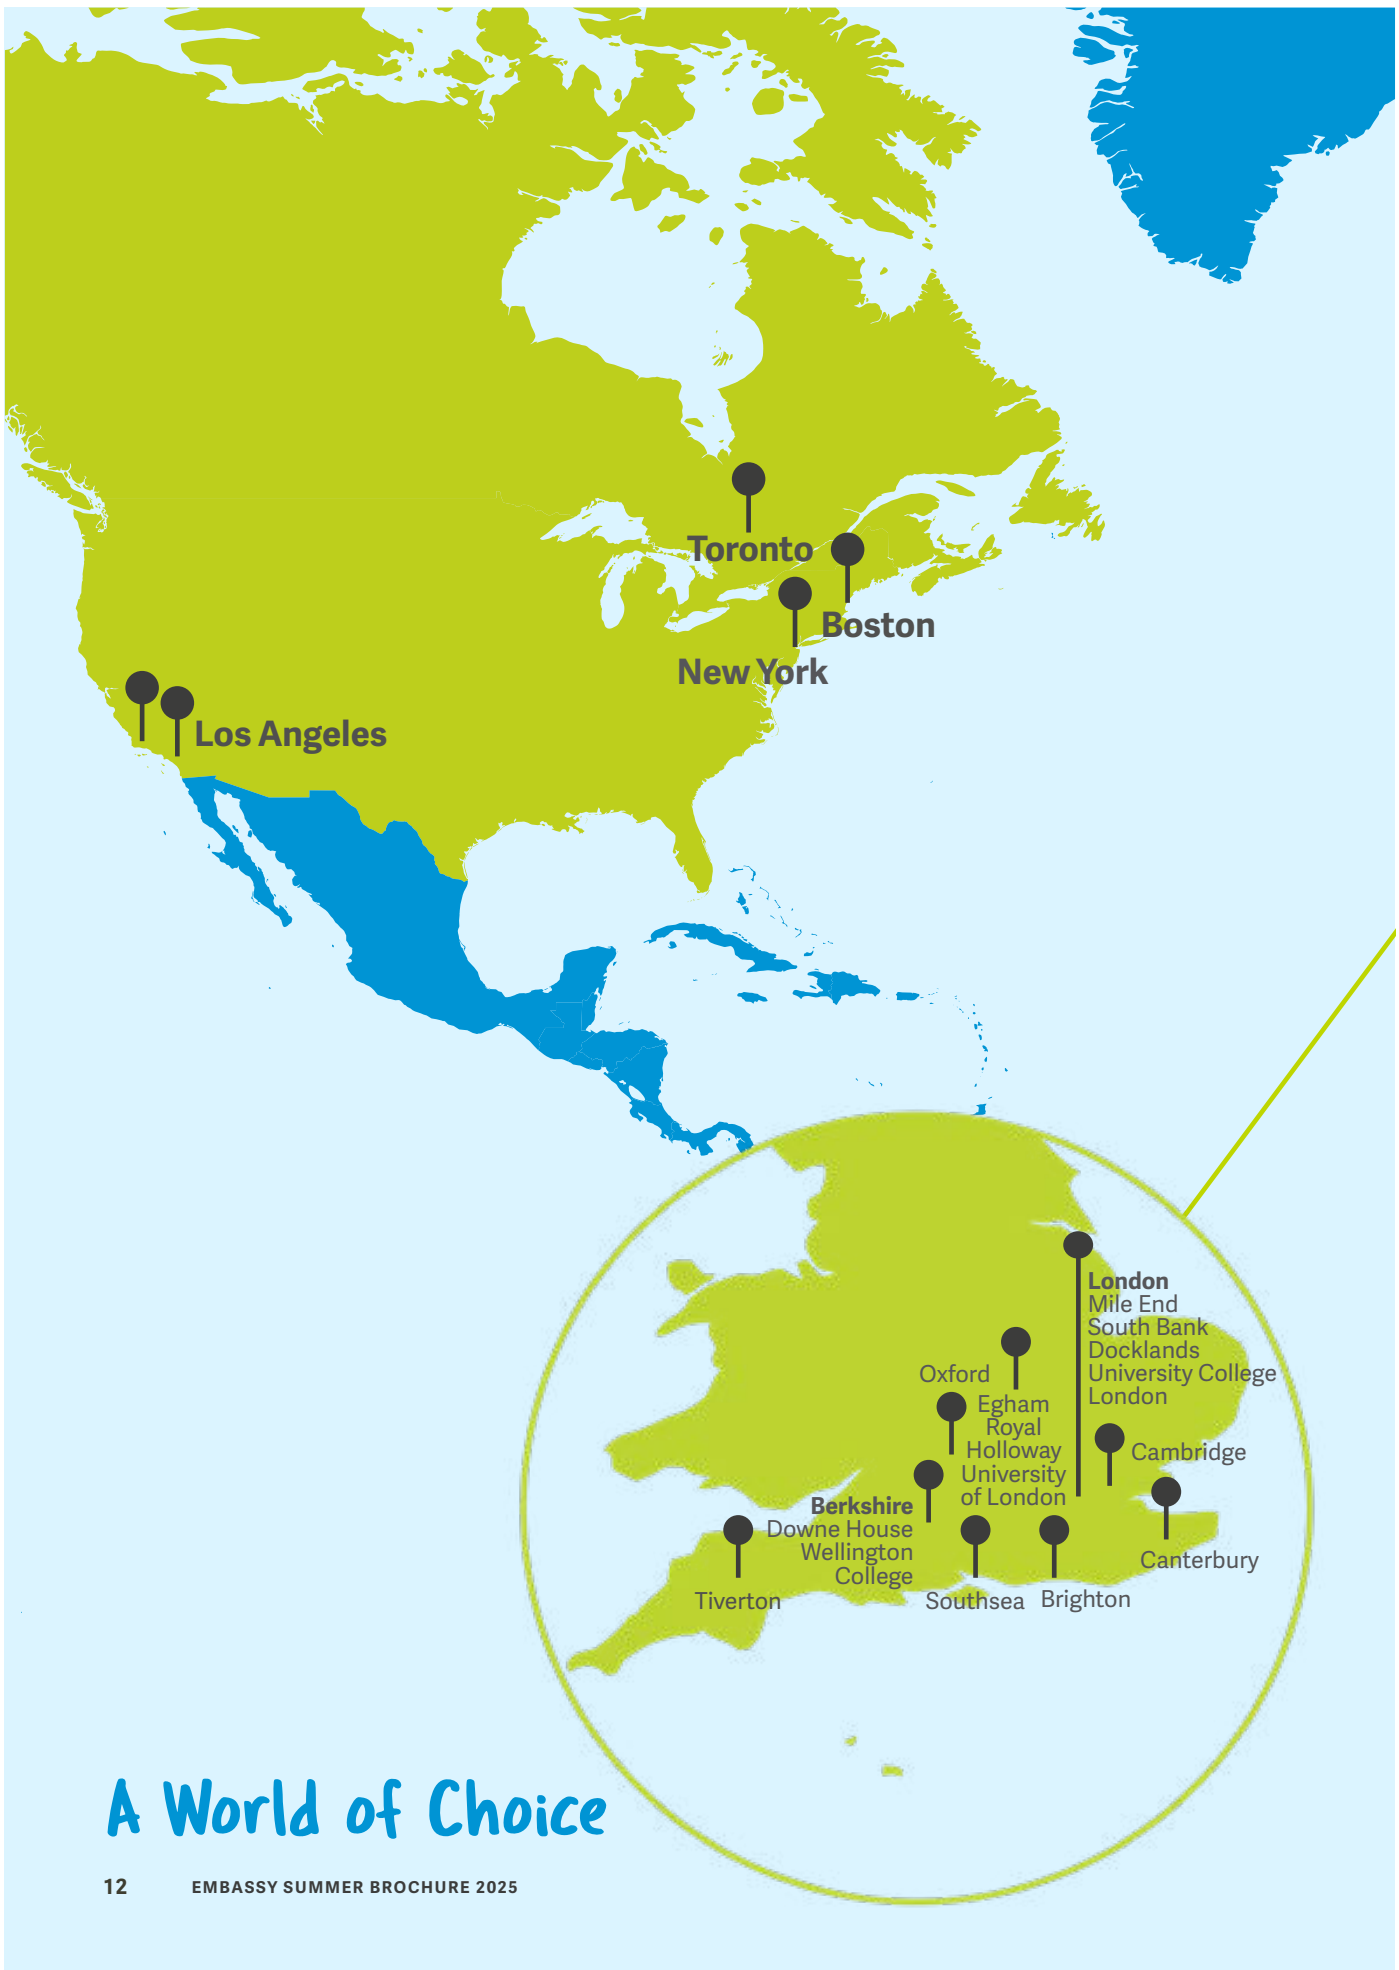 Toronto
Boston
New York
Los Angeles
London
Mile End
South Bank
Docklands
University College
London
Oxford
Egham
Royal
Holloway
University
of London
Cambridge
Berkshire
Downe House
Wellington
College
Canterbury
Tiverton
Southsea
Brighton
A World of Choice
12 EMBASSY SUMMER BROCHURE 2025